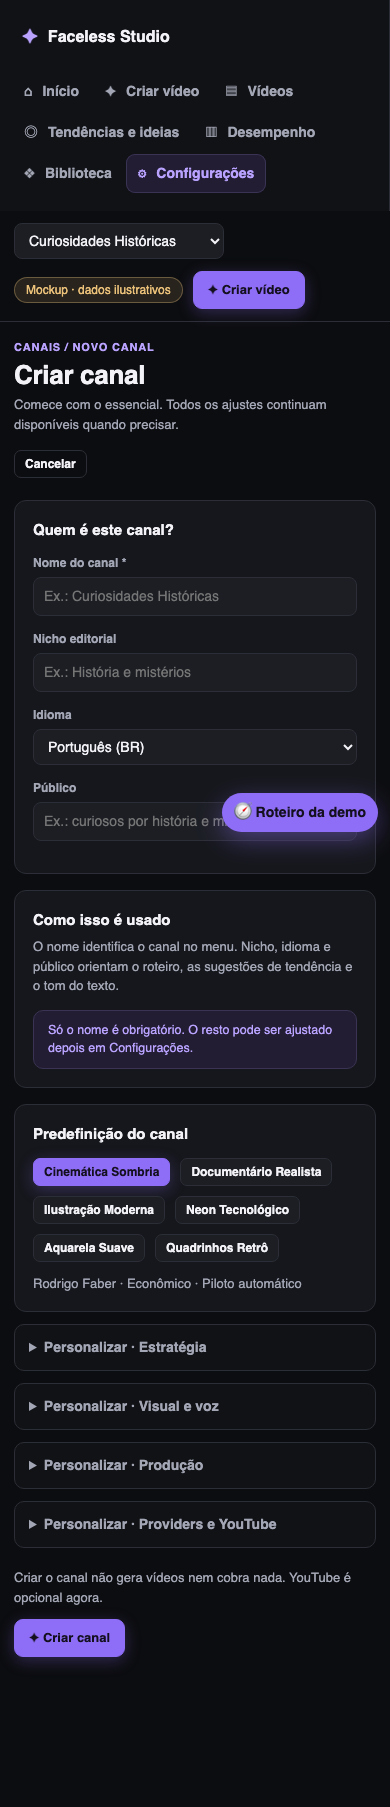 Faceless Studio
Início
Criar vídeo
Vídeos
Tendências e ideias
Desempenho
Biblioteca
Configurações
Curiosidades Históricas
Mockup · dados ilustrativos
✦ Criar vídeo
CANAIS / NOVO CANAL
Criar canal
Comece com o essencial. Todos os ajustes continuam
disponíveis quando precisar.
Cancelar
Quem é este canal?
Nome do canal *
Ex.: Curiosidades Históricas
Nicho editorial
Ex.: História e mistérios
Idioma
Português (BR)
Público
Ex.: curiosos por história e
Roteiro da demo
Como isso é usado
O nome identifica o canal no menu. Nicho, idioma e
público orientam o roteiro, as sugestões de tendência e
o tom do texto.
Só o nome é obrigatório. O resto pode ser ajustado
depois em Configurações.
Predefinição do canal
Cinemática Sombria
Documentário Realista
Ilustração Moderna
Neon Tecnológico
Aquarela Suave
Quadrinhos Retrô
Rodrigo Faber · Econômico · Piloto automático
Personalizar · Estratégia
Personalizar · Visual e voz
Personalizar · Produção
Personalizar · Providers e YouTube
Criar o canal não gera vídeos nem cobra nada. YouTube é
opcional agora.
✦ Criar canal